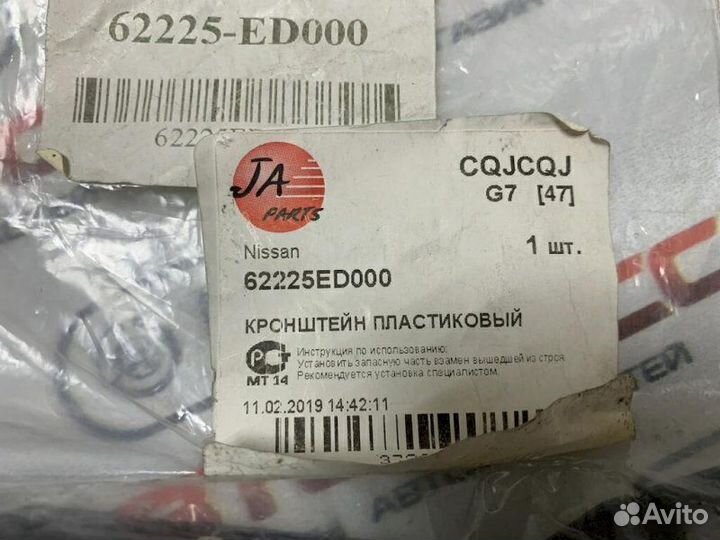 62225-ED000
JA
PARTS
CQJCQJ
G7 [47]
Nissan
1 шт.
62225ED000
КРОНШТЕЙН ПЛАСТИКОВЫЙ
РСТ
МТ 14
Инструкция по использованию:
Установить запасную часть взамен вышедшей из строя.
Рекомендуется установка специалистом.
11.02.2019 14:42:11
Avito